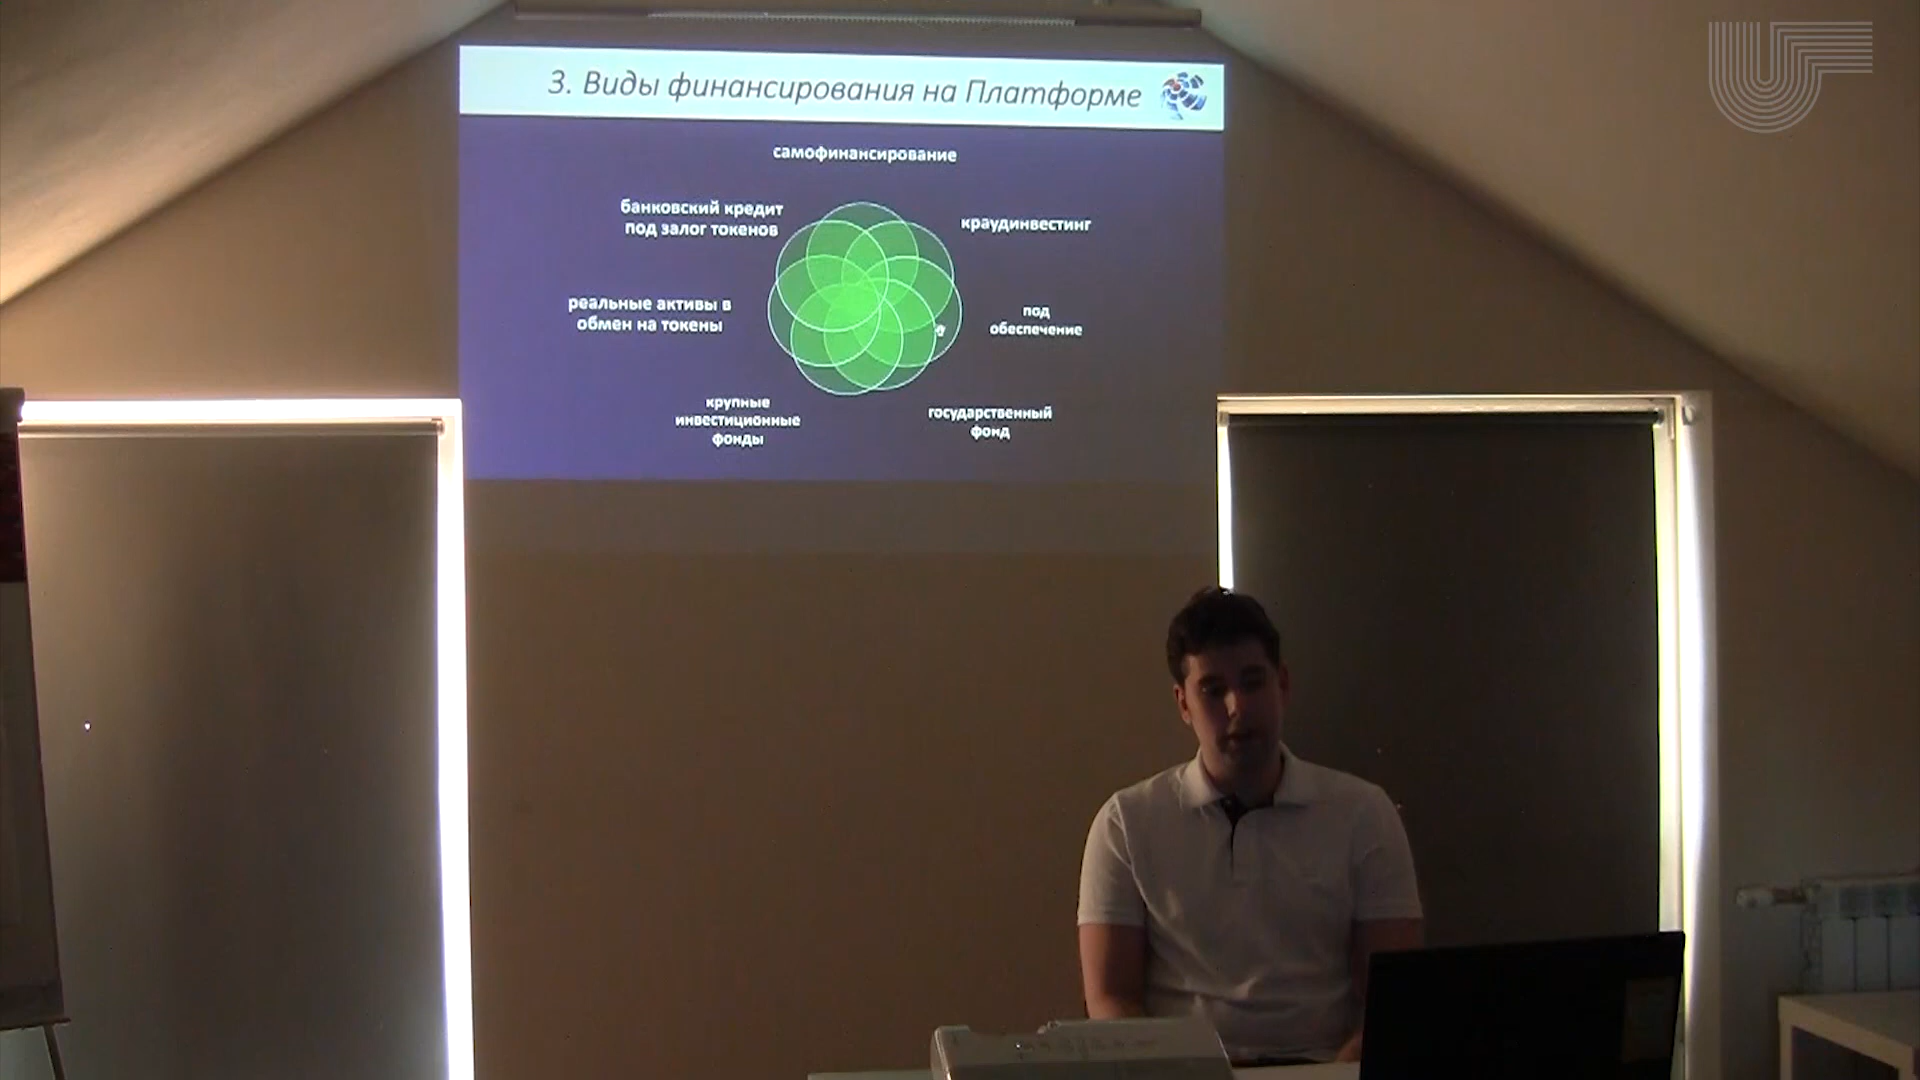 3. Виды финансирования на Платформе
самофинансирование
банковский кредит
под залог токенов
краудинвестинг
реальные активы в
обмен на токены
под
обеспечение
крупные
инвестиционные
фонды
государственный
фонд